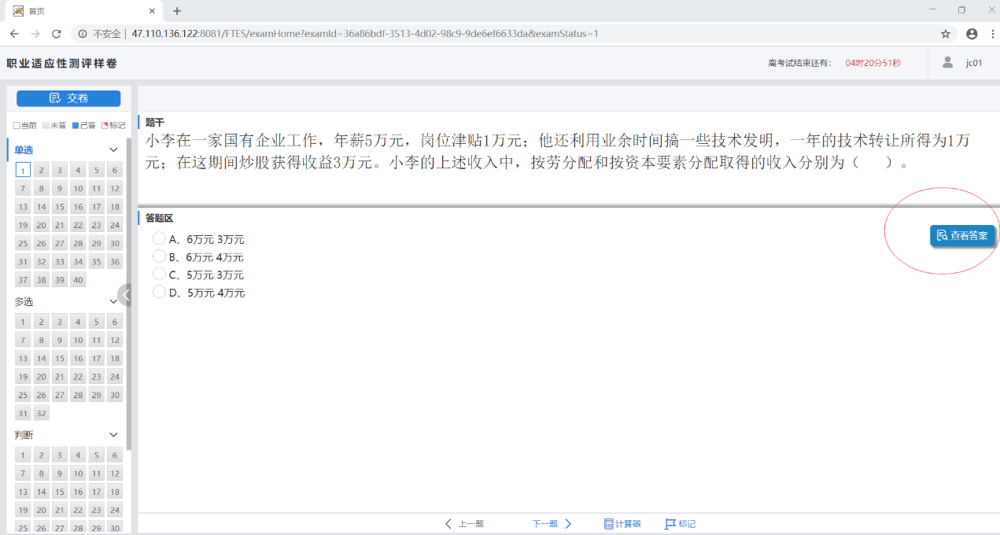 首页
不安全 | 47.110.136.122:8081/FTES/examHome?examId=36a86bdf-3513-4d02-98c9-9de6ef6633da&examStatus=1
职业适应性测评样卷
离考试结束还有： 04时20分51秒
jc01
交卷
当前 未答 已答 标记
单选
1 2 3 4 5 6
7 8 9 10 11 12
13 14 15 16 17 18
19 20 21 22 23 24
25 26 27 28 29 30
31 32 33 34 35 36
37 38 39 40
多选
1 2 3 4 5 6
7 8 9 10 11 12
13 14 15 16 17 18
19 20 21 22 23 24
25 26 27 28 29 30
31 32
判断
1 2 3 4 5 6
7 8 9 10 11 12
13 14 15 16 17 18
19 20 21 22 23 24
25 26 27 28 29 30
题干
小李在一家国有企业工作，年薪5万元，岗位津贴1万元；他还利用业余时间搞一些技术发明，一年的技术转让所得为1万
元；在这期间炒股获得收益3万元。小李的上述收入中，按劳分配和按资本要素分配取得的收入分别为（　）。
答题区
查看答案
A、6万元 3万元
B、6万元 4万元
C、5万元 3万元
D、5万元 4万元
上一题 下一题 计算器 标记